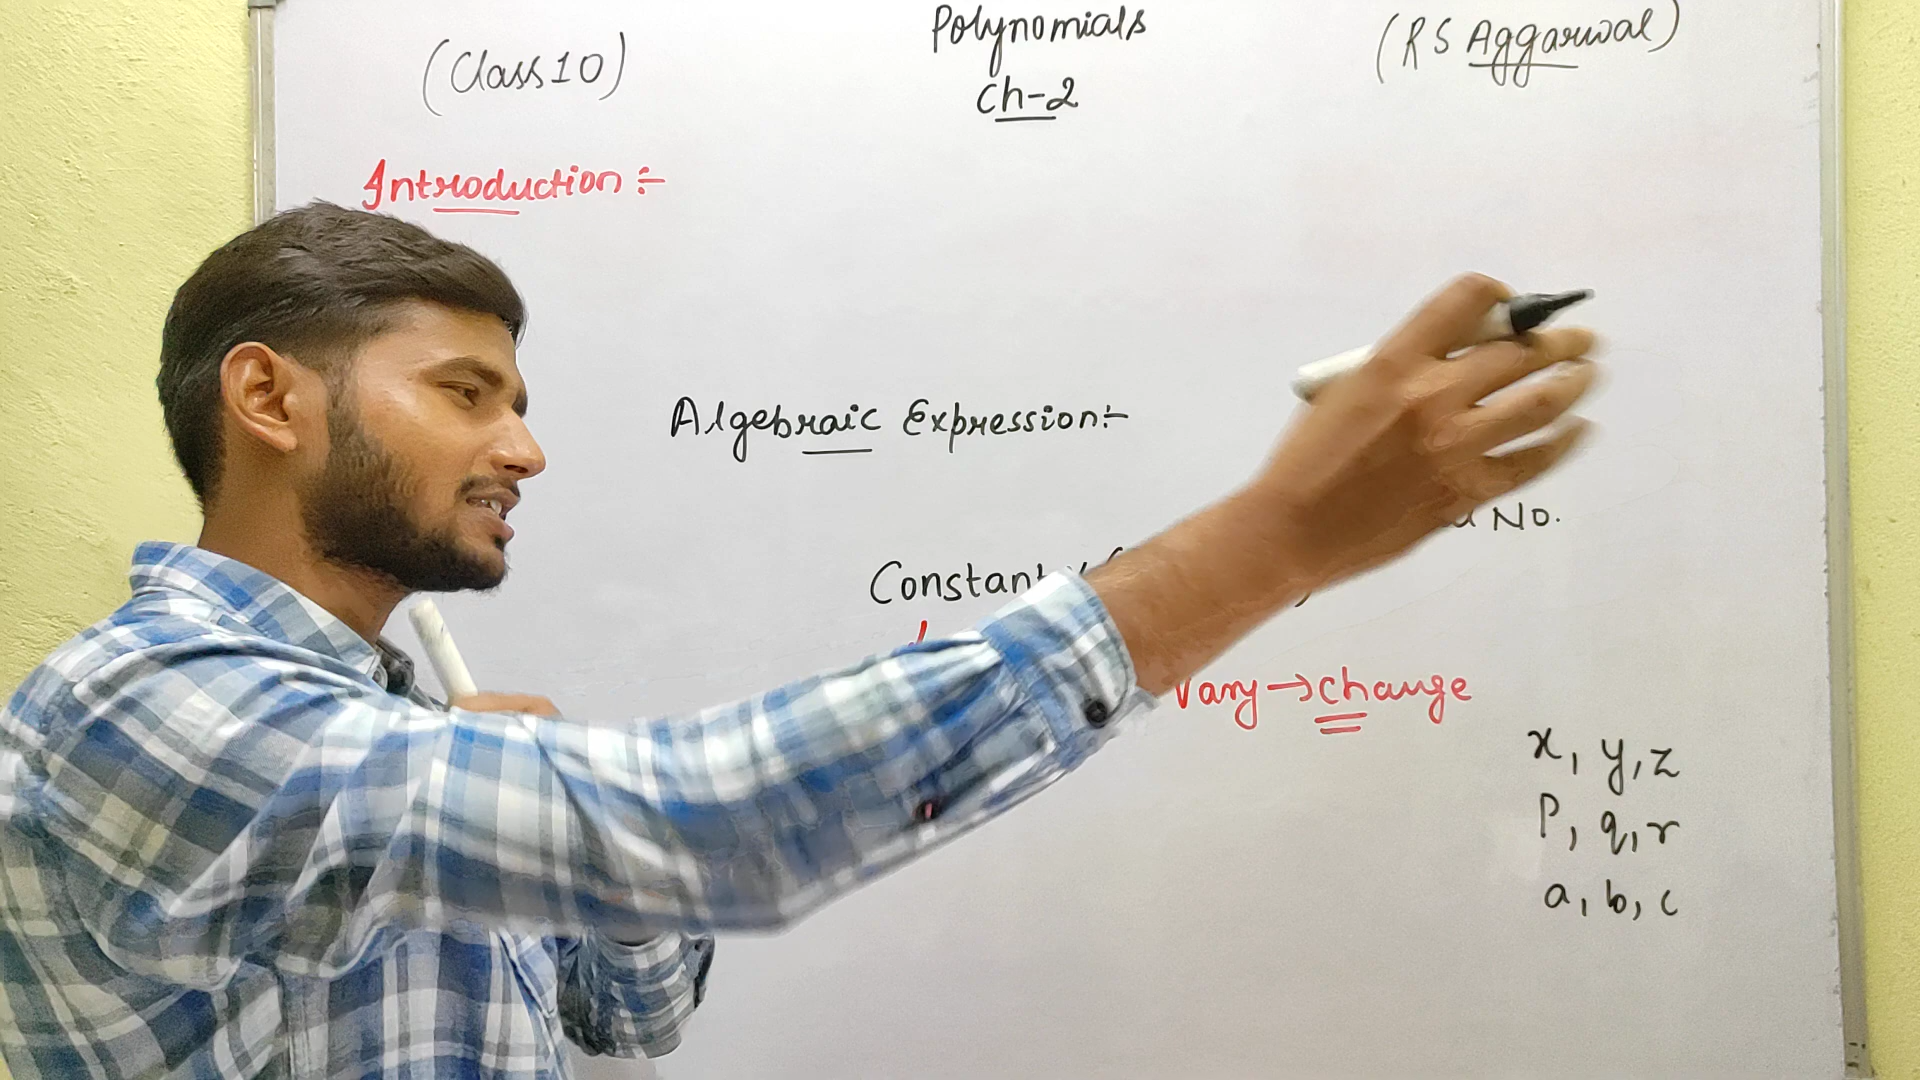 (Class 10)
Polynomials
(R S Aggarwal)
Ch-2
Introduction :-
Algebraic Expression:-
No.
Constant
Vary → change
x, y, z
p, q, r
a, b, c